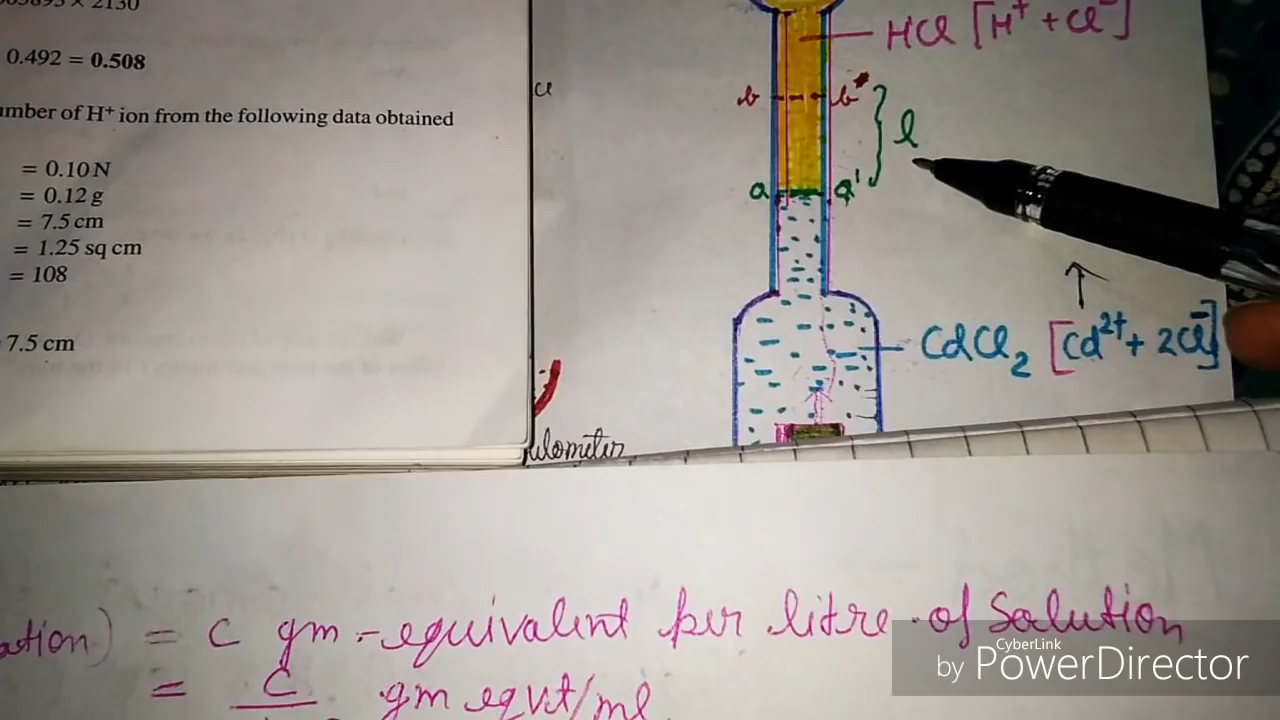 × 2130
0.492 = 0.508
umber of H⁺ ion from the following data obtained
= 0.10 N
= 0.12 g
= 7.5 cm
= 1.25 sq cm
= 108
7.5 cm
HCl [H⁺ + Cl⁻]
b b'
l
a a'
CdCl₂ [Cd²⁺ + 2Cl⁻]
ation) = C gm-equivalent per litre of Solution
= C gm eqvt/ml
CyberLink
by PowerDirector